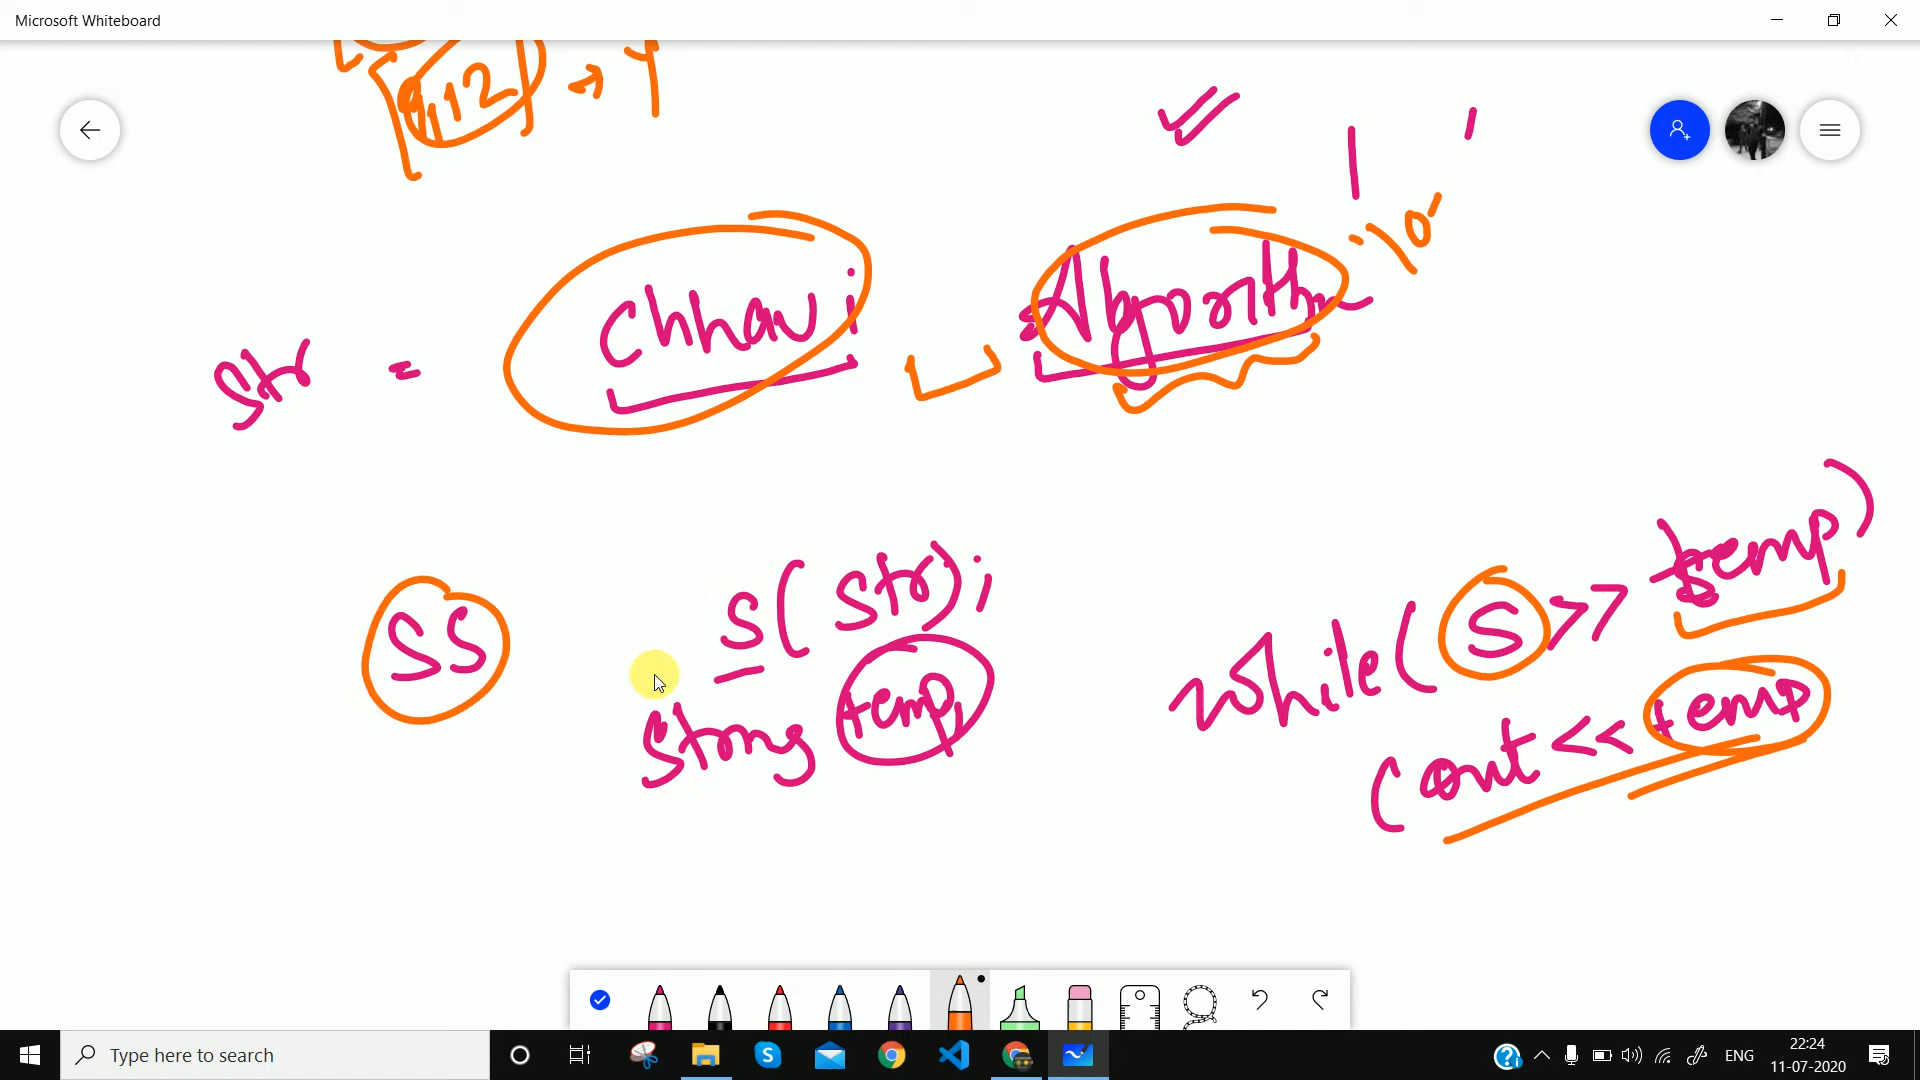 Microsoft Whiteboard
9,12 → Y
str = Chhavi Algorithm '\0'
SS s(str);
string temp
while(s>>temp)
cout<<temp
Type here to search
ENG
22:24
11-07-2020